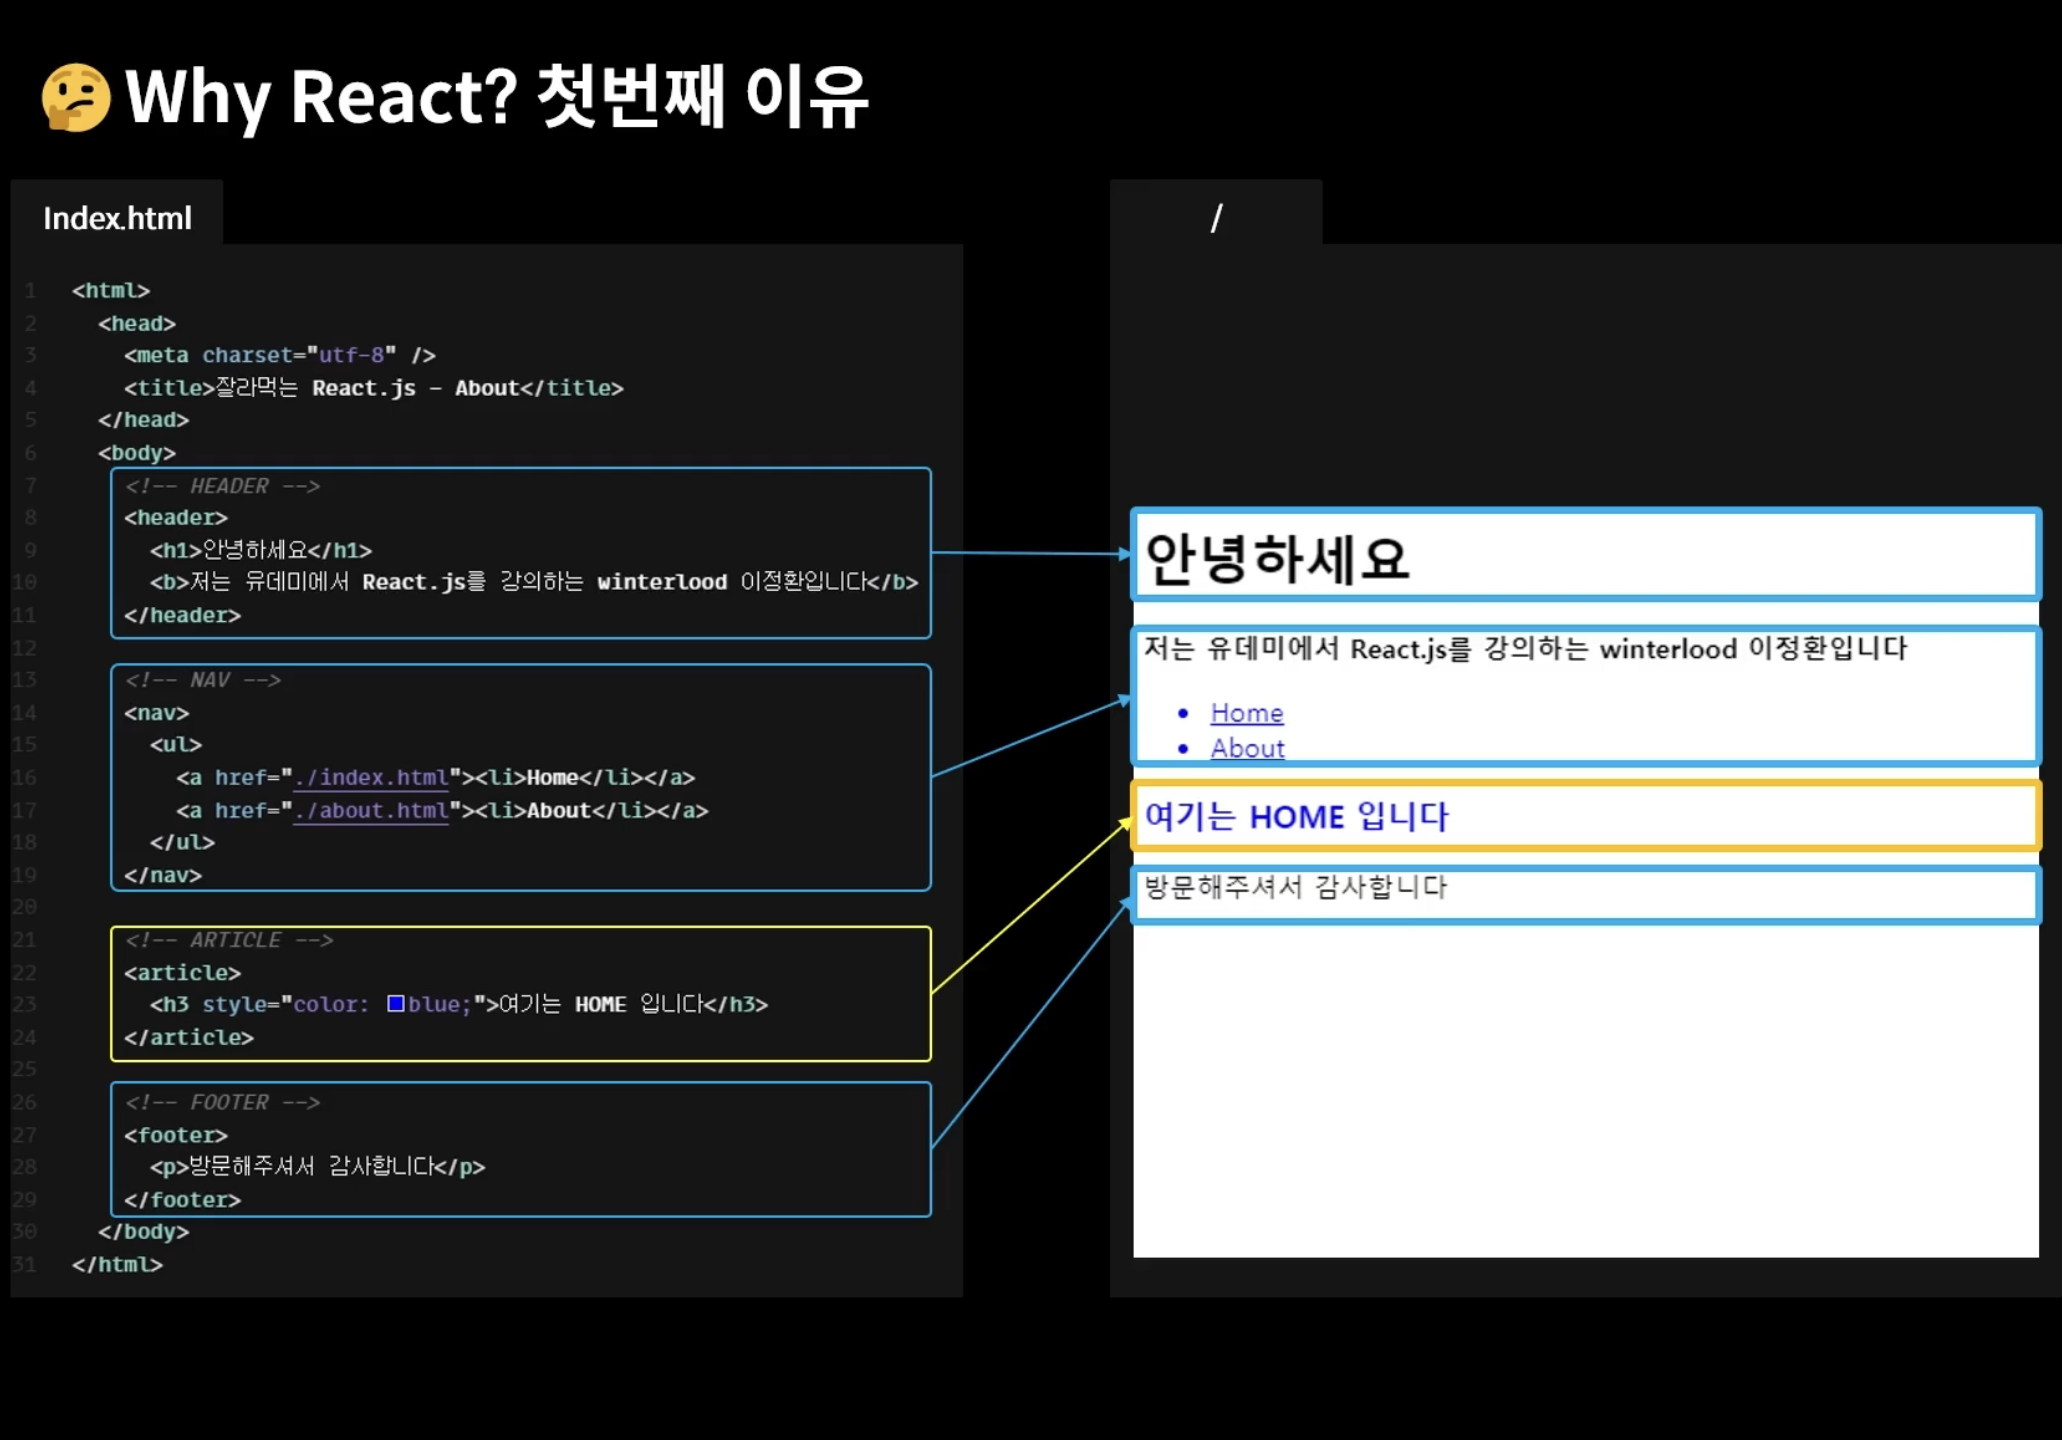 🤔 Why React? 첫번째 이유
Index.html
1 <html>
2 <head>
3 <meta charset="utf-8" />
4 <title>잘라먹는 React.js - About</title>
5 </head>
6 <body>
7 <!-- HEADER -->
8 <header>
9 <h1>안녕하세요</h1>
10 <b>저는 유데미에서 React.js를 강의하는 winterlood 이정환입니다</b>
11 </header>
12
13 <!-- NAV -->
14 <nav>
15 <ul>
16 <a href="./index.html"><li>Home</li></a>
17 <a href="./about.html"><li>About</li></a>
18 </ul>
19 </nav>
20
21 <!-- ARTICLE -->
22 <article>
23 <h3 style="color: blue;">여기는 HOME 입니다</h3>
24 </article>
25
26 <!-- FOOTER -->
27 <footer>
28 <p>방문해주셔서 감사합니다</p>
29 </footer>
30 </body>
31 </html>
/
안녕하세요
저는 유데미에서 React.js를 강의하는 winterlood 이정환입니다
• Home
• About
여기는 HOME 입니다
방문해주셔서 감사합니다